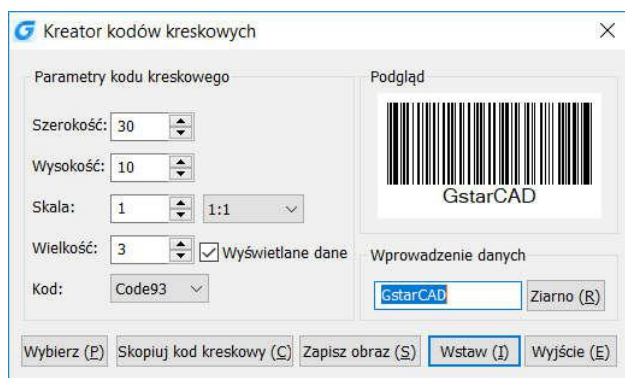 Kreator kodów kreskowych
Parametry kodu kreskowego
Szerokość: 30
Wysokość: 10
Skala: 1 1:1
Wielkość: 3 Wyświetlane dane
Kod: Code93
Podgląd
GstarCAD
Wprowadzenie danych
GstarCAD Ziarno (R)
Wybierz (P) Skopiuj kod kreskowy (C) Zapisz obraz (S) Wstaw (I) Wyjście (E)